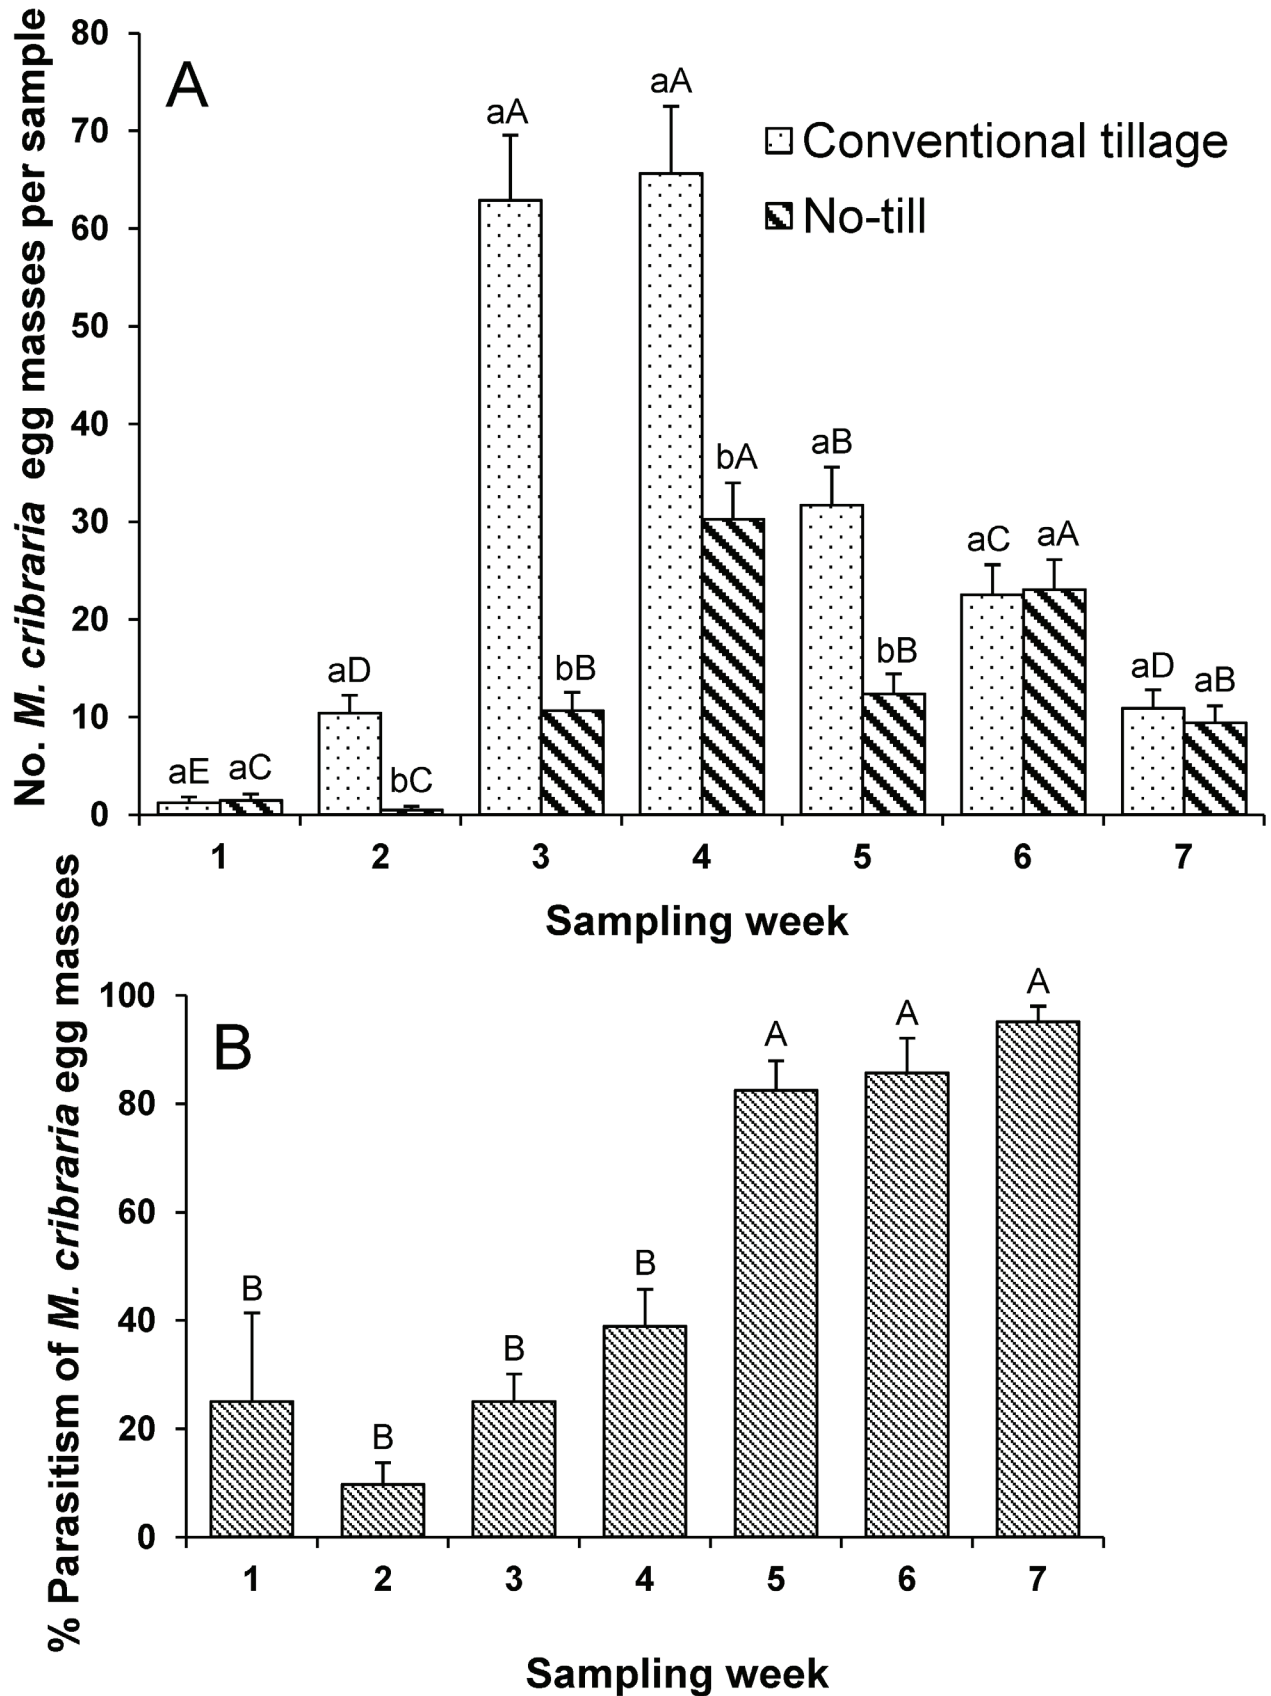 No. M. cribraria egg masses per sample
A
80
70
60
50
40
30
20
10
0
Conventional tillage
No-till
aE aC
aD bC
aA bB
aA bA
aB bB
aC aA
aD aB
1 2 3 4 5 6 7
Sampling week
% Parasitism of M. cribraria egg masses
B
100
80
60
40
20
0
B B B B A A A
1 2 3 4 5 6 7
Sampling week